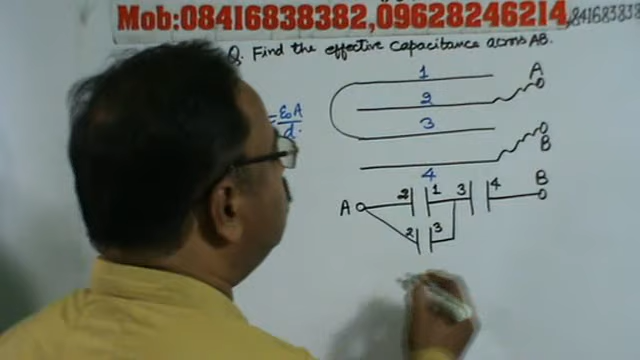 Mob:08416838382,09628246214,
Q. Find the effective capacitance across AB.
1
A
2
= ε₀A/d
3
B
4
A 2 1 3 4 B
2 3